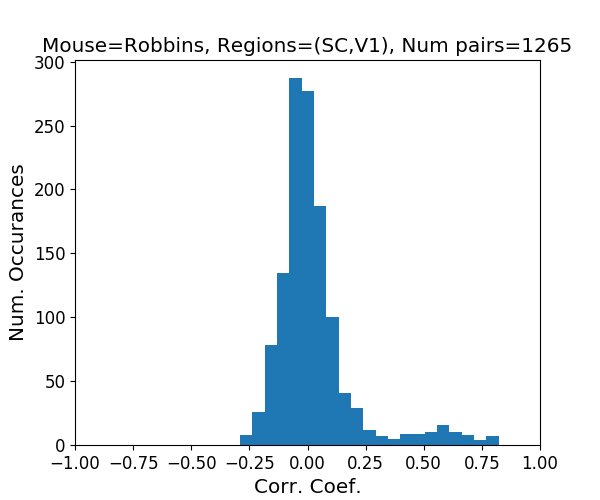 Mouse=Robbins, Regions=(SC,V1), Num pairs=1265
300
250
200
150
100
50
0
Num. Occurances
−1.00 −0.75 −0.50 −0.25 0.00 0.25 0.50 0.75 1.00
Corr. Coef.